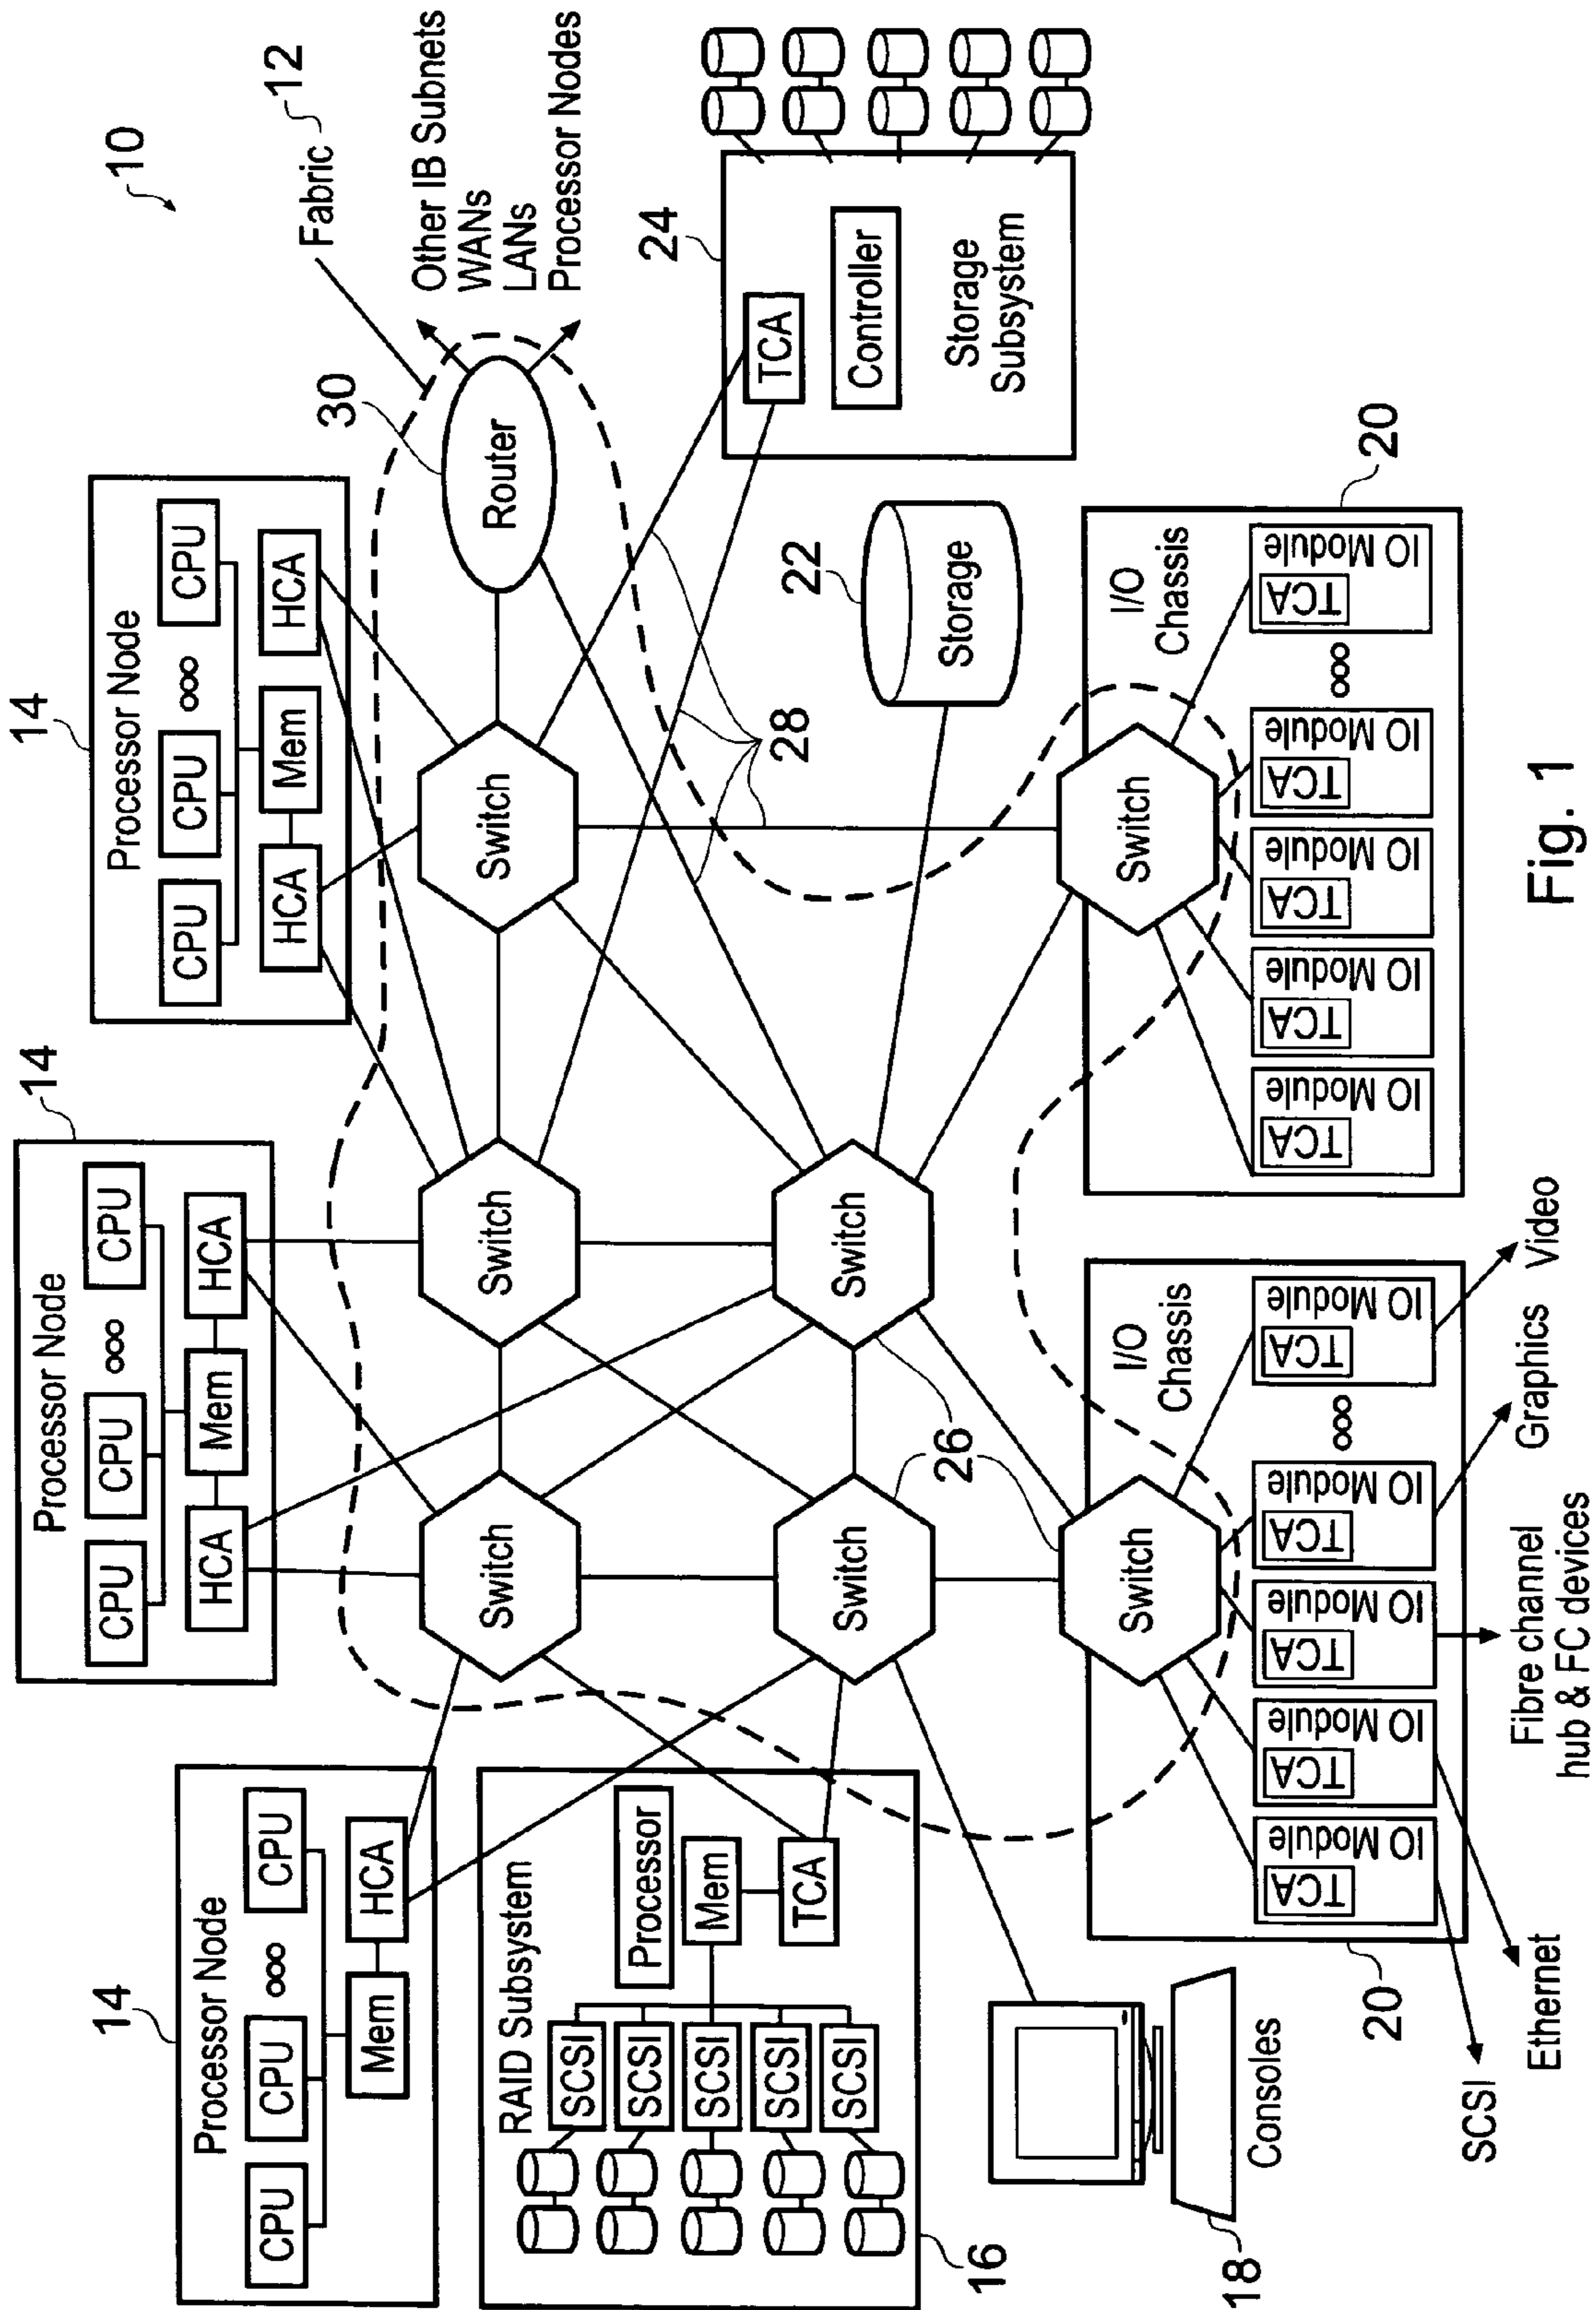 10
Fabric
12
Other IB Subnets
WANs
LANs
Processor Nodes
14
Processor Node
CPU
CPU
CPU
HCA
Mem
HCA
14
Processor Node
CPU
CPU
CPU
HCA
Mem
HCA
14
Processor Node
CPU
CPU
CPU
Mem
HCA
RAID Subsystem
Processor
SCSI
SCSI
SCSI
SCSI
SCSI
Mem
TCA
16
Switch
Switch
Switch
30
Router
24
TCA
Controller
Storage
Subsystem
Switch
Switch
26
28
22
Storage
Consoles
18
Switch
I/O
Chassis
TCA
IO Module
TCA
IO Module
TCA
IO Module
TCA
IO Module
TCA
IO Module
20
SCSI
Ethernet
Fibre channel
hub & FC devices
Graphics
Video
Switch
I/O
Chassis
TCA
IO Module
TCA
IO Module
TCA
IO Module
TCA
IO Module
TCA
IO Module
20
Fig. 1